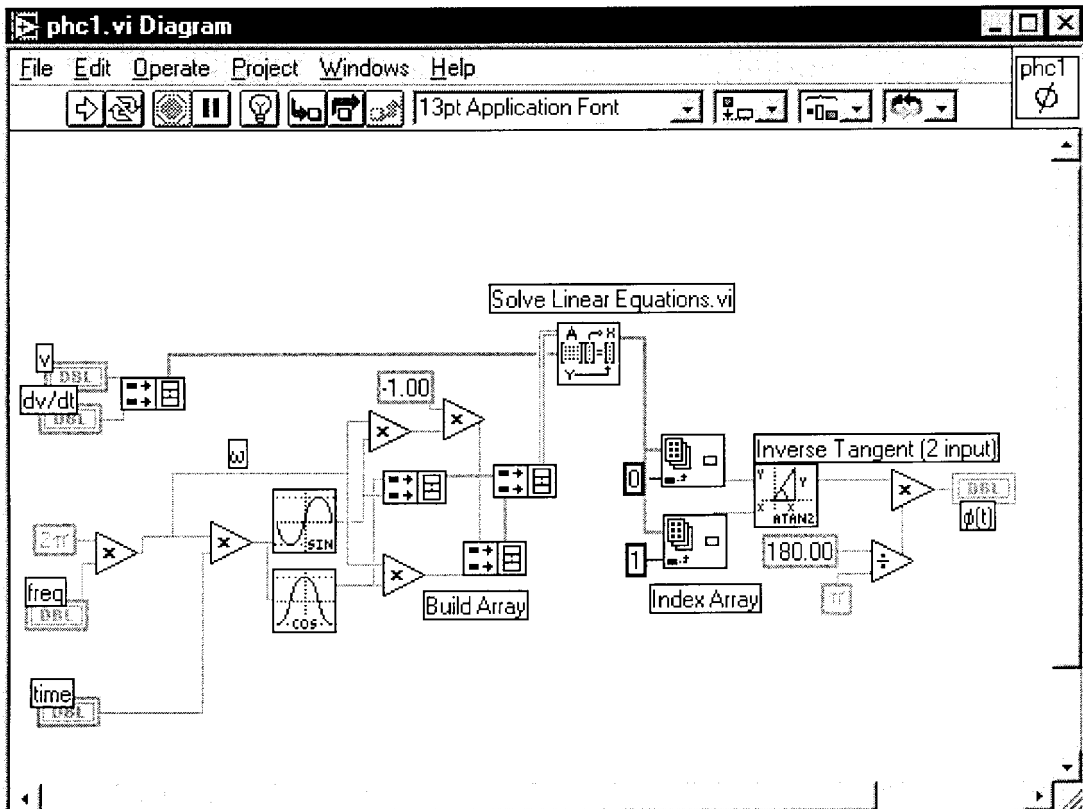 phc1.vi Diagram
File Edit Operate Project Windows Help
phc1
Ø
13pt Application Font
Solve Linear Equations.vi
A X
Y
v
DBL
dv/dt
DBL
-1.00
ω
Inverse Tangent (2 input)
0
Y Y
X X
ATAN2
DBL
ϕ(t)
SIN
2π
180.00
1
π
freq
DBL
COS
Build Array
Index Array
time
DBL